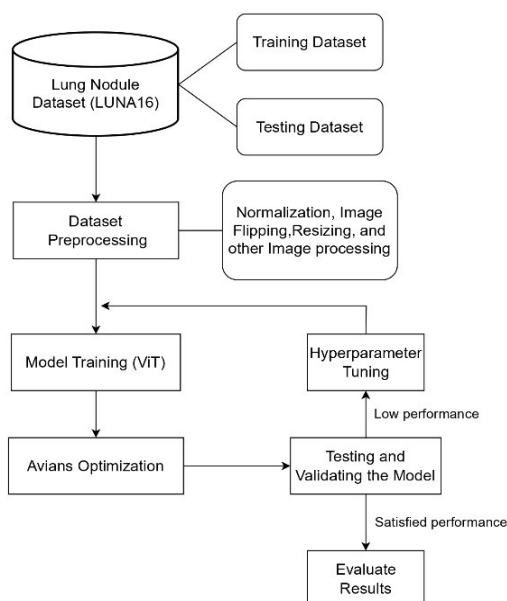 Training Dataset
Lung Nodule
Dataset (LUNA16)
Testing Dataset
Dataset
Preprocessing
Normalization, Image
Flipping,Resizing, and
other Image processing
Model Training (ViT)
Hyperparameter
Tuning
Low performance
Avians Optimization
Testing and
Validating the Model
Satisfied performance
Evaluate
Results